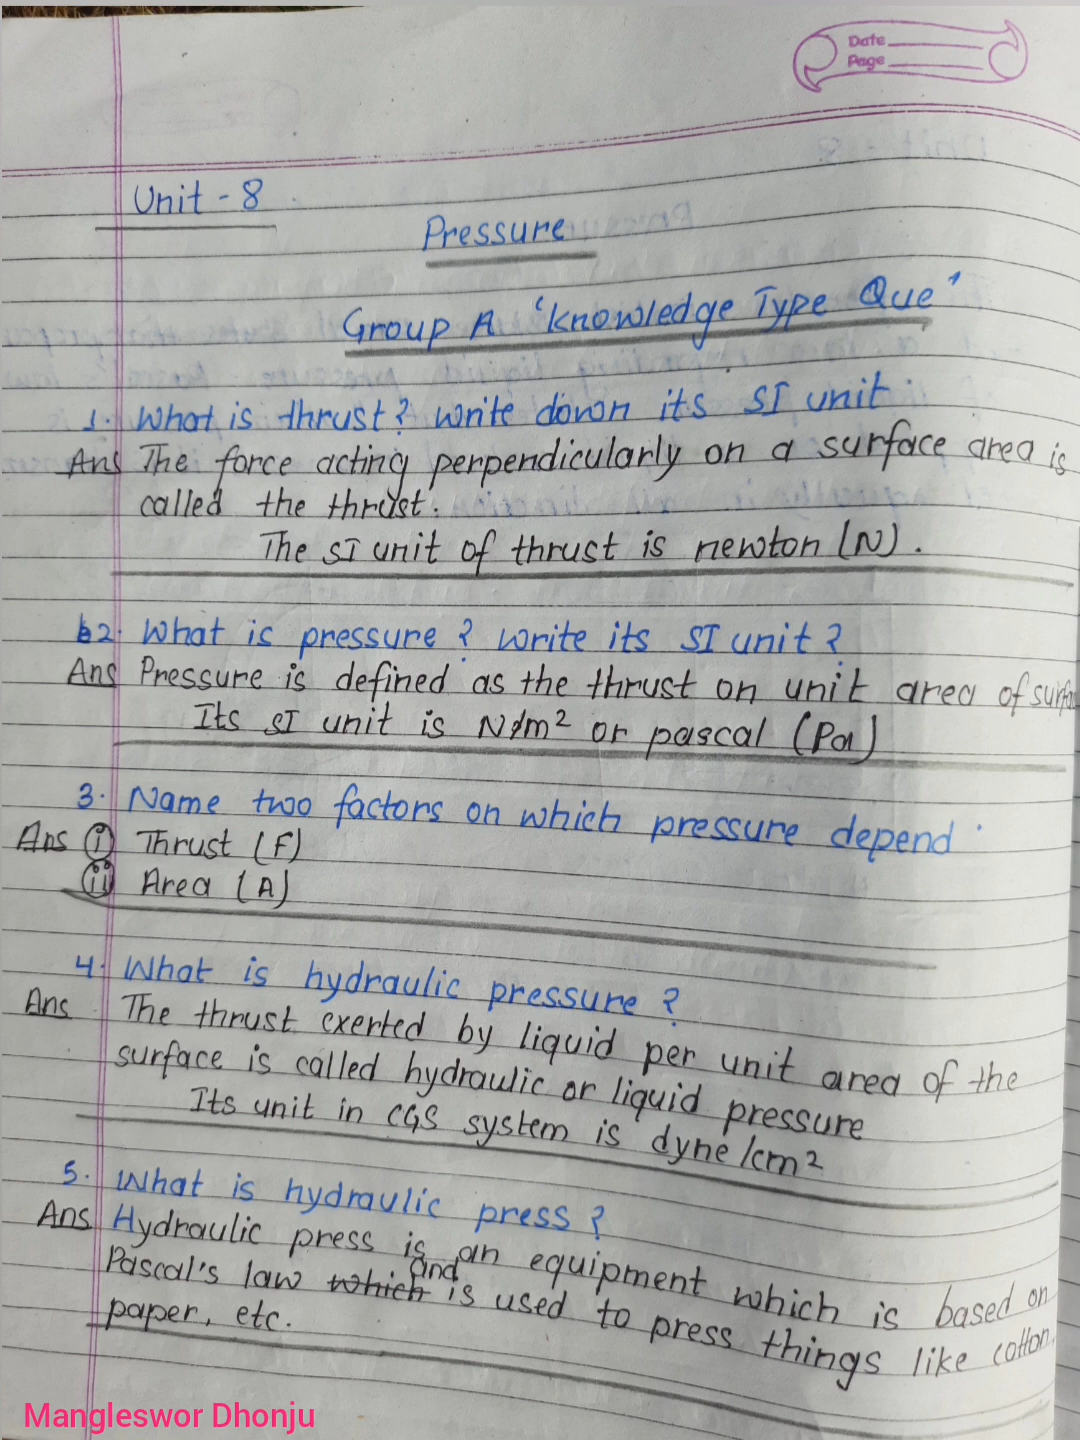 Date
Page
Unit - 8
Pressure
Group A 'knowledge Type Que'
1. What is thrust? Write down its SI unit.
Ans The force acting perpendicularly on a surface area is
called the thrust.
The SI unit of thrust is newton (N).
2. What is pressure? Write its SI unit?
Ans Pressure is defined as the thrust on unit area of
Its SI unit is N/m² or pascal (Pa)
3. Name two factors on which pressure depend.
Ans (i) Thrust (F)
(ii) Area (A)
4. What is hydraulic pressure?
Ans The thrust exerted by liquid per unit area of the
surface is called hydraulic or liquid pressure
Its unit in CGS system is dyne/cm²
5. What is hydraulic press?
Ans Hydraulic press is an equipment which is based on
Pascal's law which and is used to press things like cotton,
paper, etc.
Mangleswor Dhonju